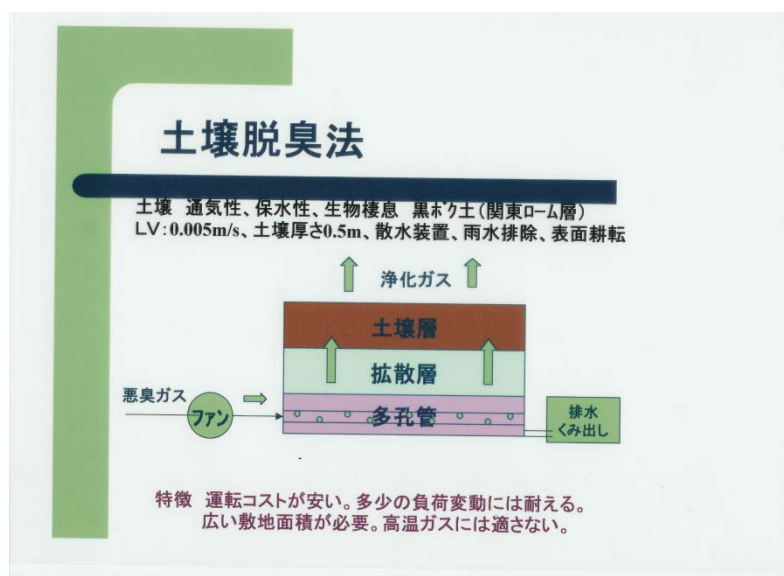 土壌脱臭法
土壌 通気性、保水性、生物棲息 黒ボク土(関東ローム層)
LV:0.005m/s、土壌厚さ0.5m、散水装置、雨水排除、表面耕転
浄化ガス
土壌層
拡散層
悪臭ガス
ファン
多孔管
排水
くみ出し
特徴 運転コストが安い。多少の負荷変動には耐える。
広い敷地面積が必要。高温ガスには適さない。